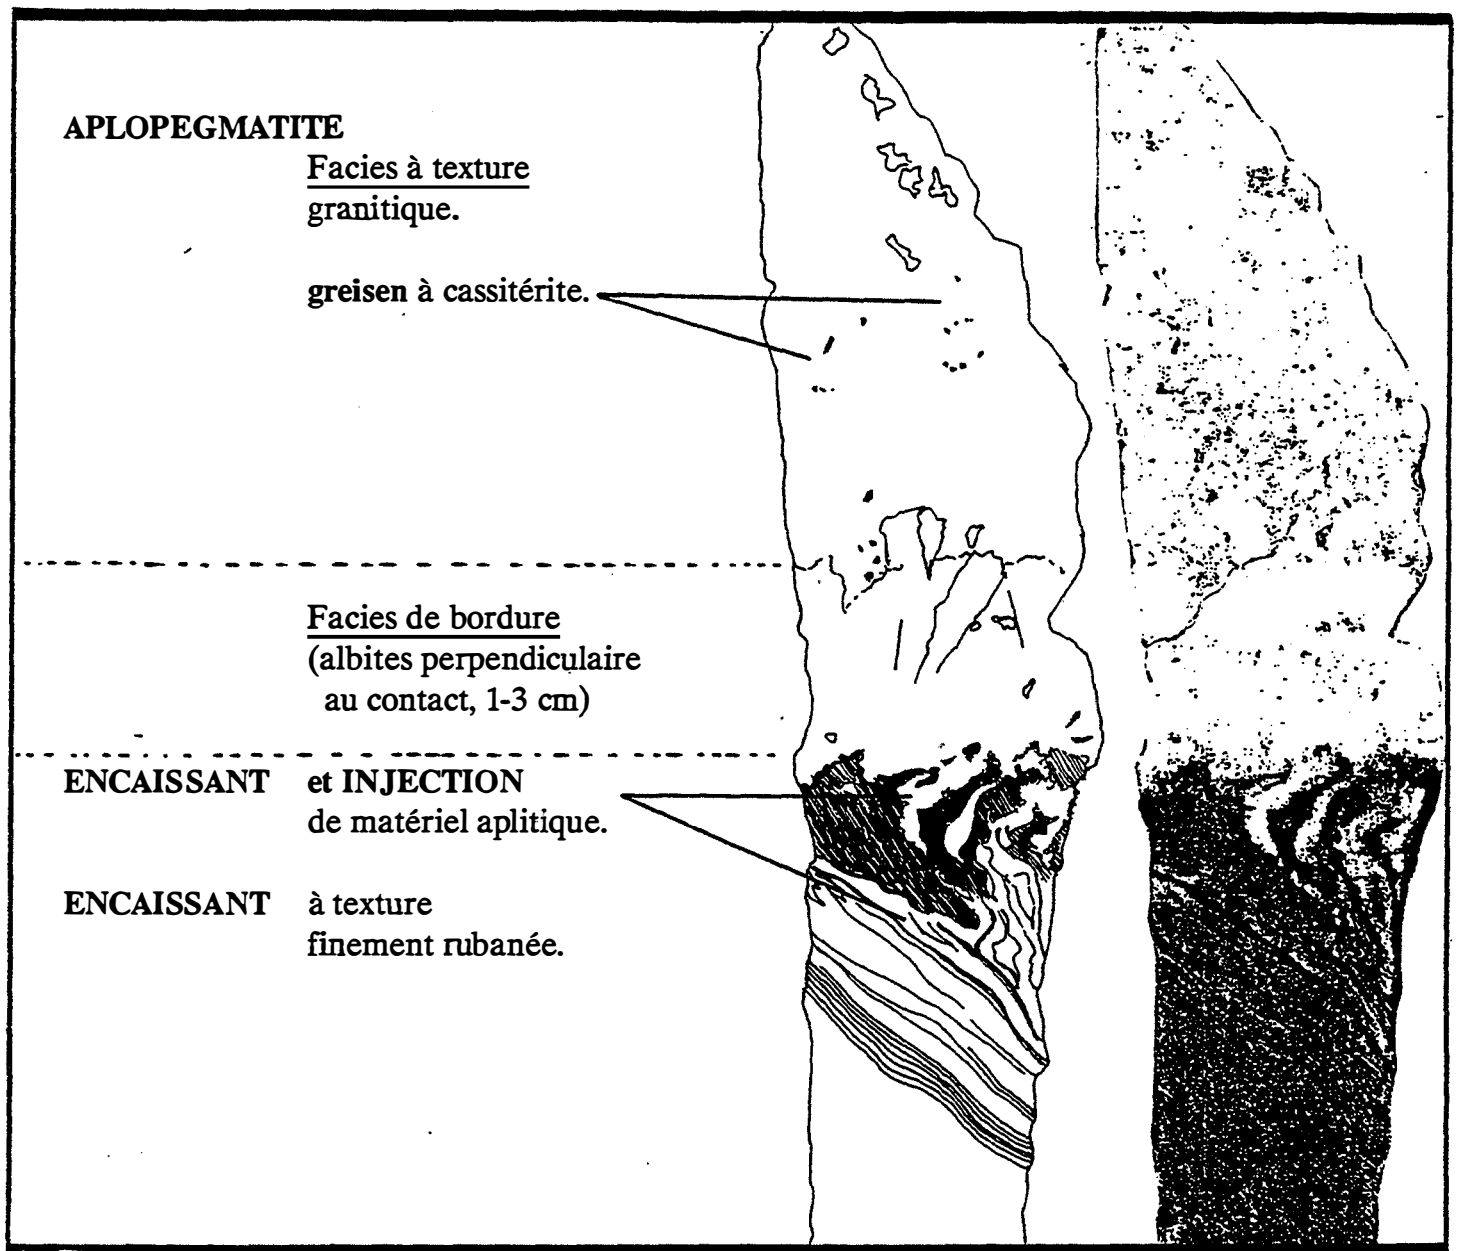 APLOPEGMATITE
Facies à texture
granitique.
greisen à cassitérite.
Facies de bordure
(albites perpendiculaire
au contact, 1-3 cm)
ENCAISSANT et INJECTION
de matériel aplitique.
ENCAISSANT à texture
finement rubanée.